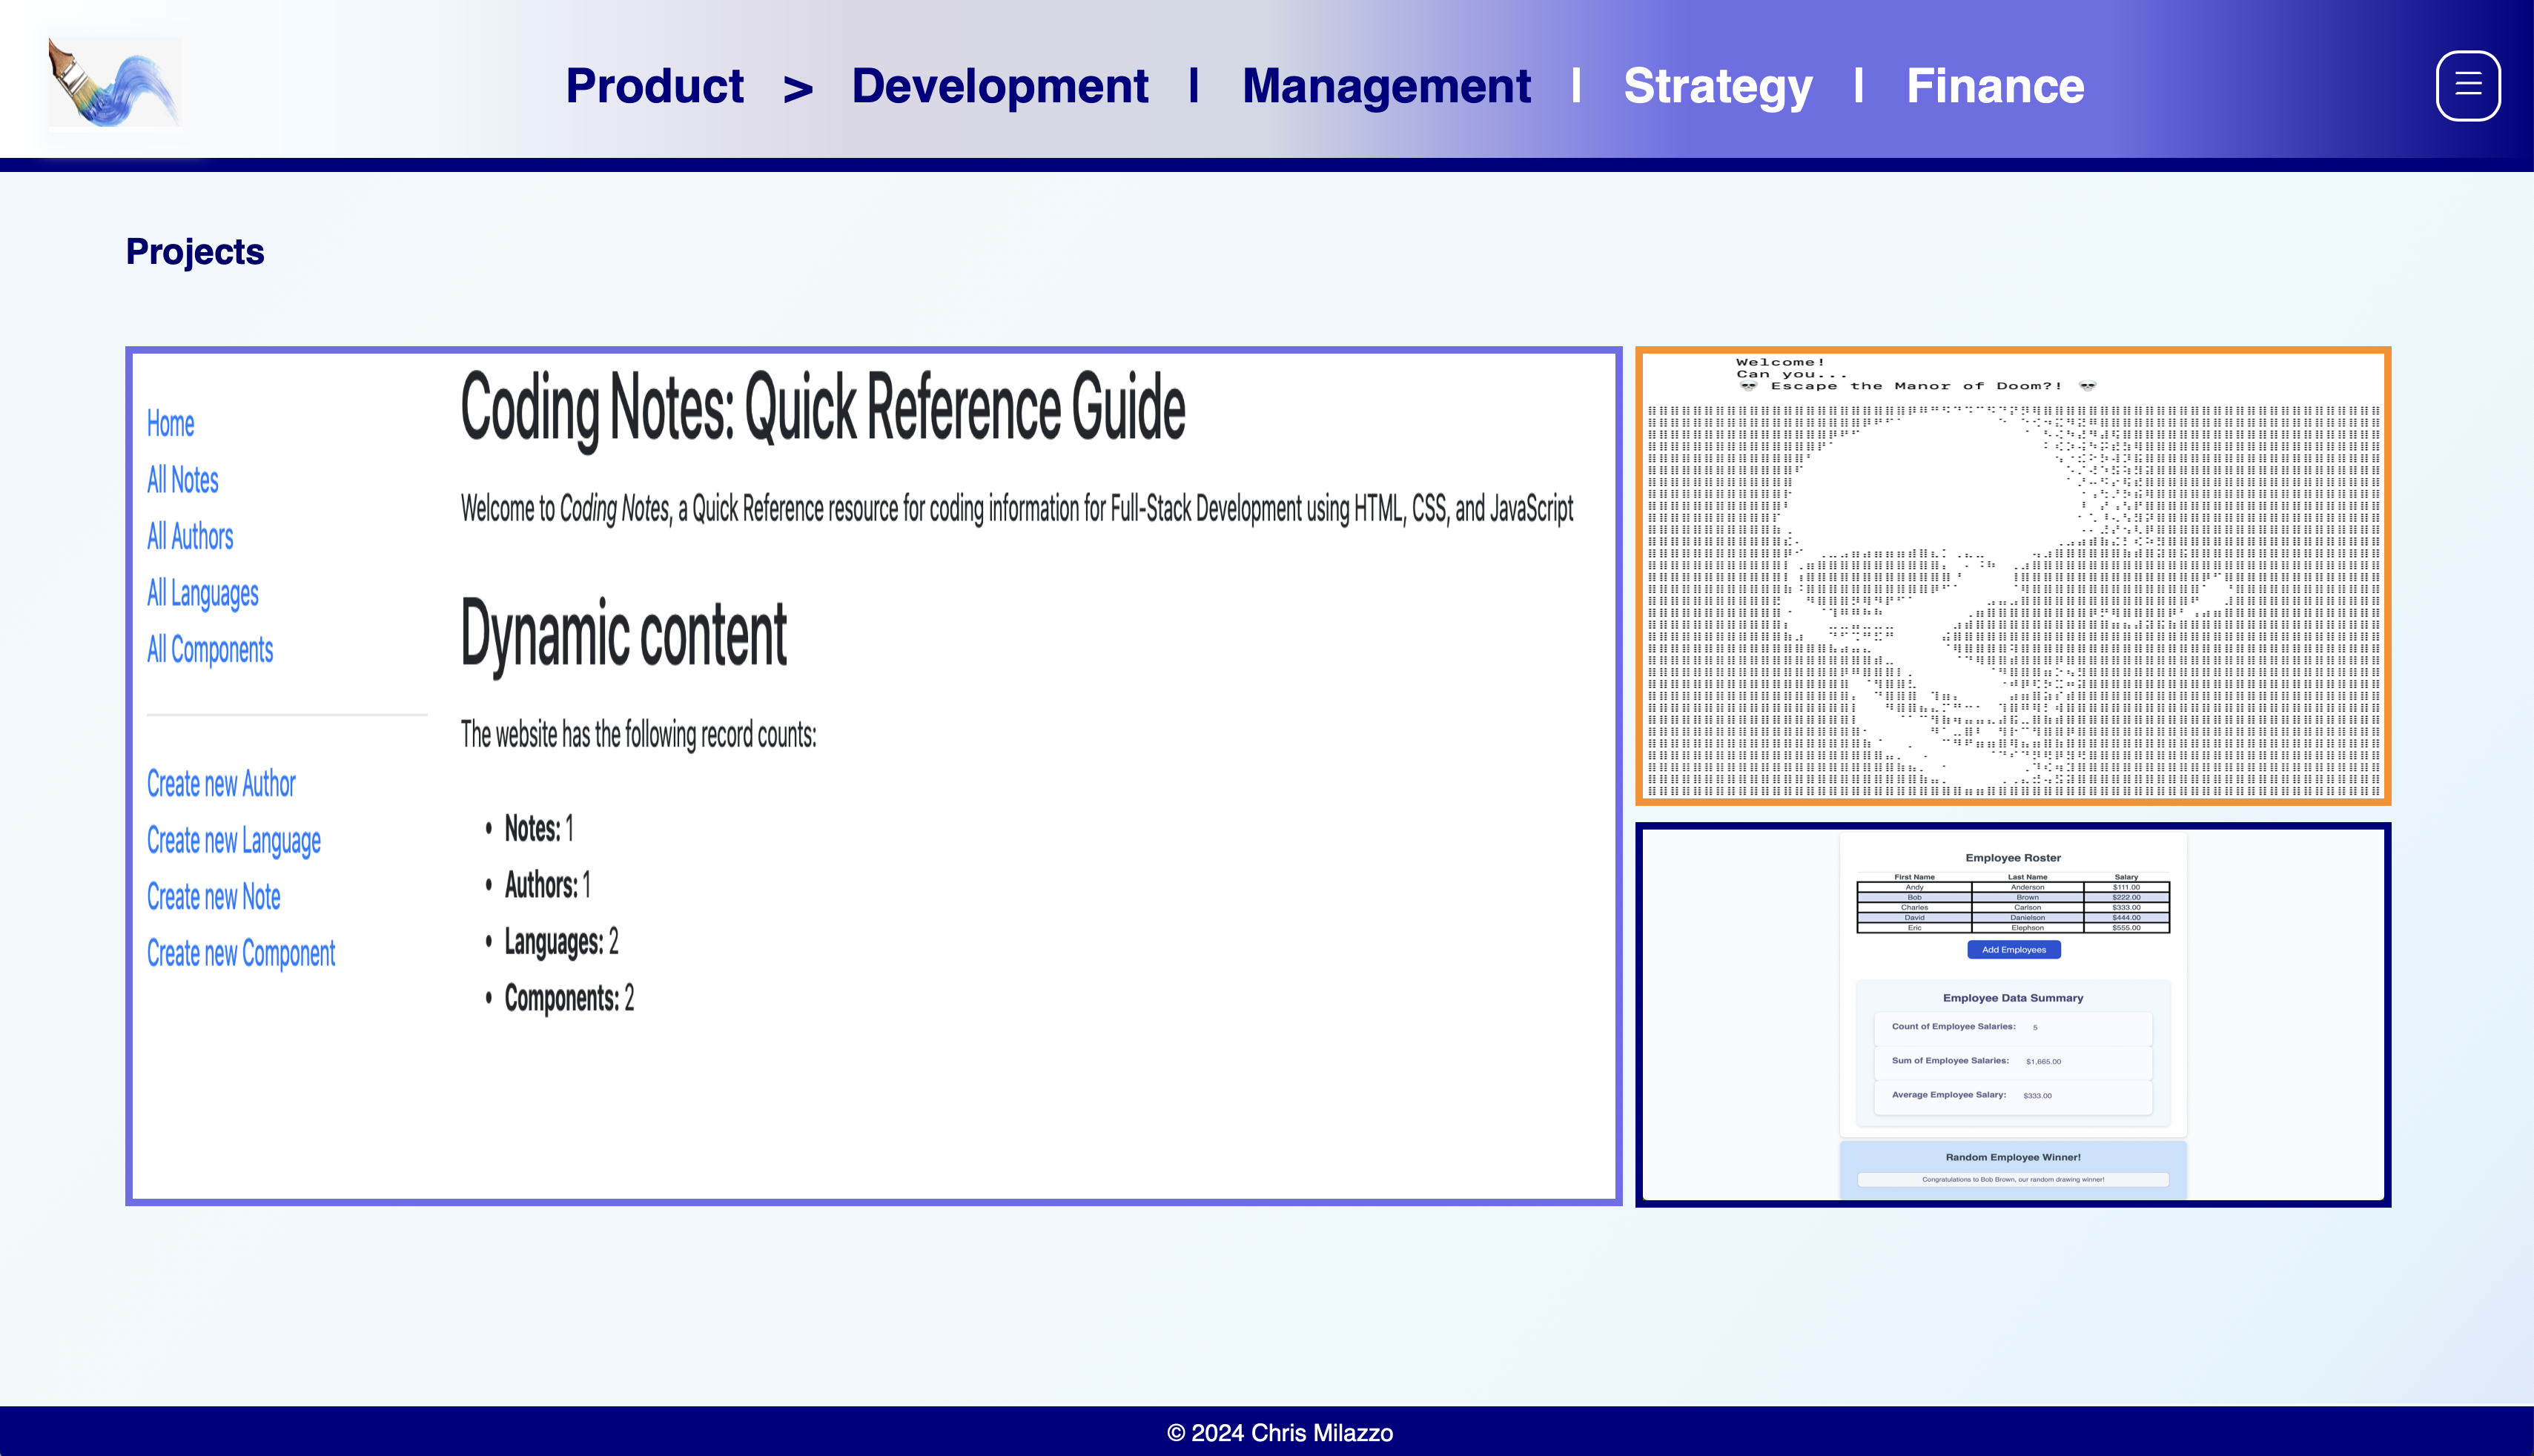 Product > Development | Management | Strategy | Finance
Projects
Home
All Notes
All Authors
All Languages
All Components
Create new Author
Create new Language
Create new Note
Create new Component
Coding Notes: Quick Reference Guide
Welcome to Coding Notes, a Quick Reference resource for coding information for Full-Stack Development using HTML, CSS, and JavaScript
Dynamic content
The website has the following record counts:
• Notes: 1
• Authors: 1
• Languages: 2
• Components: 2
Welcome!
Can you...
💀 Escape the Manor of Doom?! 💀
Employee Roster
First Name Last Name Salary
Andy Anderson $111.00
Bob Brown $222.00
Charles Carlson $333.00
David Danielson $444.00
Eric Elephson $555.00
Add Employees
Employee Data Summary
Count of Employee Salaries: 5
Sum of Employee Salaries: $1,665.00
Average Employee Salary: $333.00
Random Employee Winner!
Congratulations to Bob Brown, our random drawing winner!
© 2024 Chris Milazzo